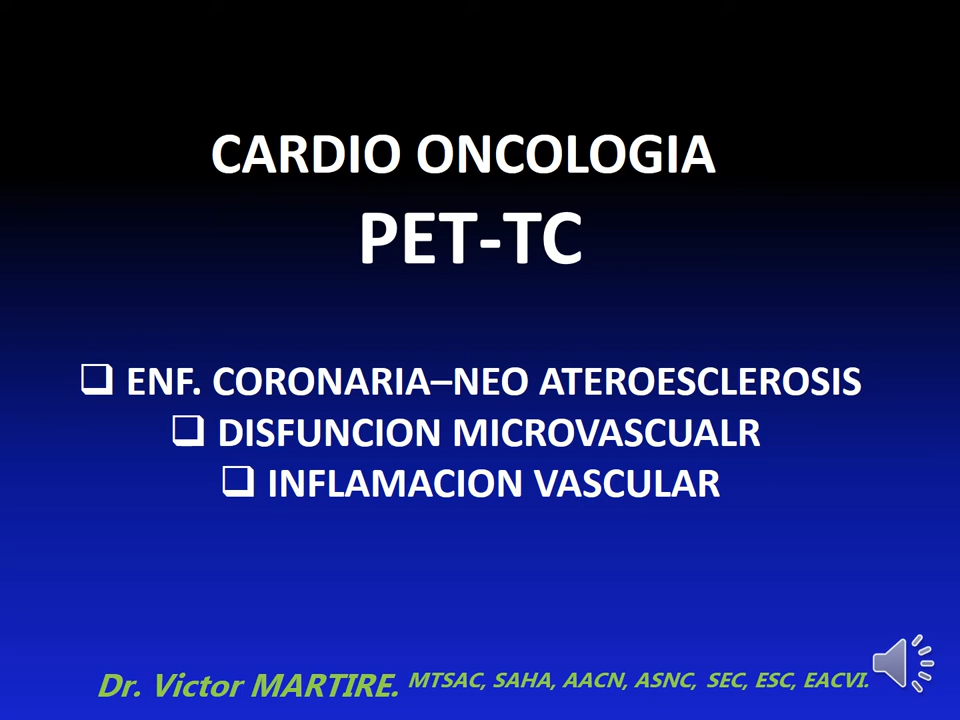 CARDIO ONCOLOGIA
PET-TC
❑ ENF. CORONARIA–NEO ATEROESCLEROSIS
❑ DISFUNCION MICROVASCUALR
❑ INFLAMACION VASCULAR
Dr. Victor MARTIRE. MTSAC, SAHA, AACN, ASNC, SEC, ESC, EACVI.